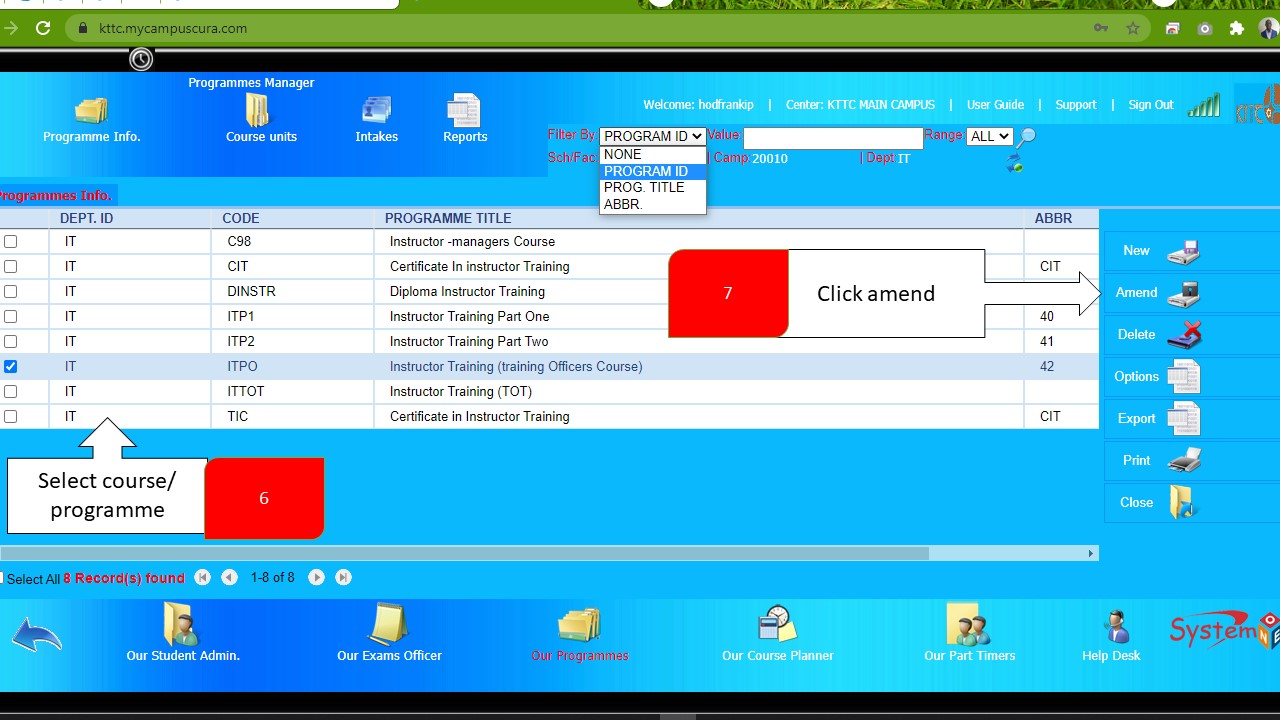 kttc.mycampuscura.com
Programmes Manager
Programme Info.
Course units
Intakes
Reports
Welcome: hodfrankip | Center: KTTC MAIN CAMPUS | User Guide | Support | Sign Out
Filter By: PROGRAM ID Value: Range: ALL
NONE
PROGRAM ID
PROG. TITLE
ABBR.
Sch/Fac: | Camp 20010 | Dept IT
Programmes Info.
DEPT. ID CODE PROGRAMME TITLE ABBR
IT C98 Instructor -managers Course
IT CIT Certificate In instructor Training CIT
IT DINSTR Diploma Instructor Training
IT ITP1 Instructor Training Part One 40
IT ITP2 Instructor Training Part Two 41
IT ITPO Instructor Training (training Officers Course) 42
IT ITTOT Instructor Training (TOT)
IT TIC Certificate in Instructor Training CIT
7
Click amend
New
Amend
Delete
Options
Export
Print
Close
Select course/
programme
6
Select All 8 Record(s) found 1-8 of 8
Our Student Admin.
Our Exams Officer
Our Programmes
Our Course Planner
Our Part Timers
Help Desk
System